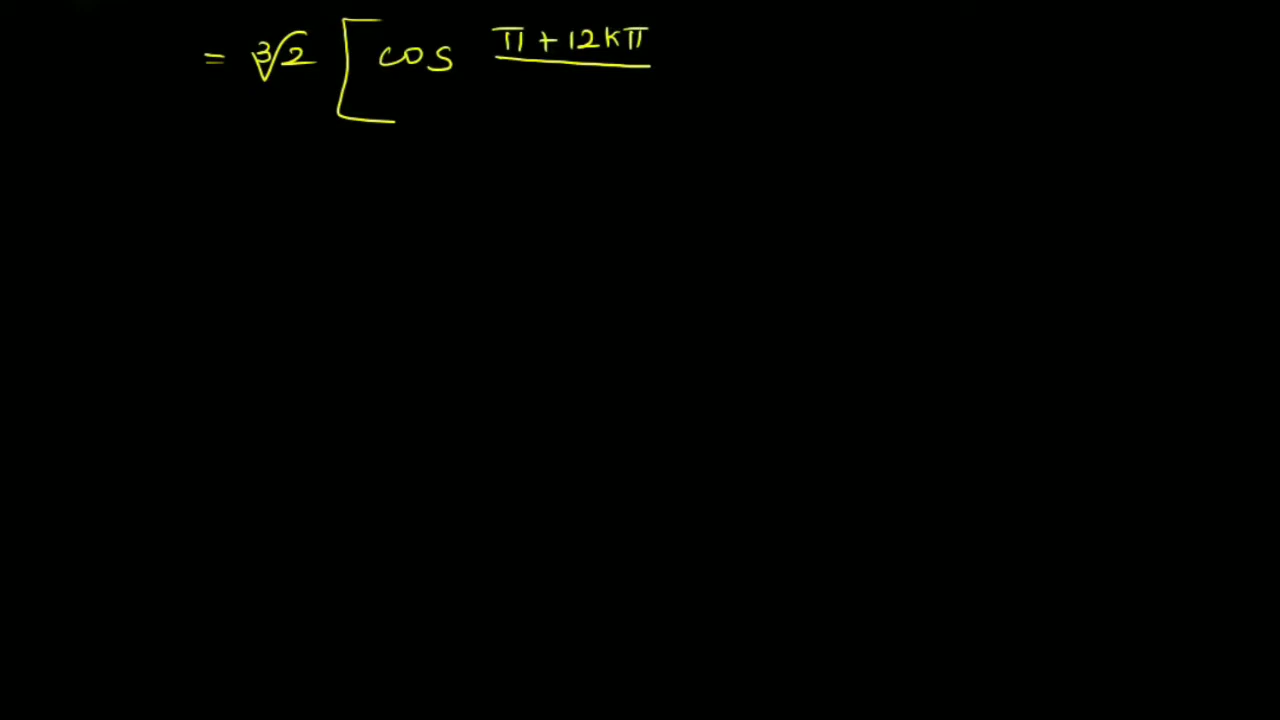 = ∛2 [ cos π + 12kπ